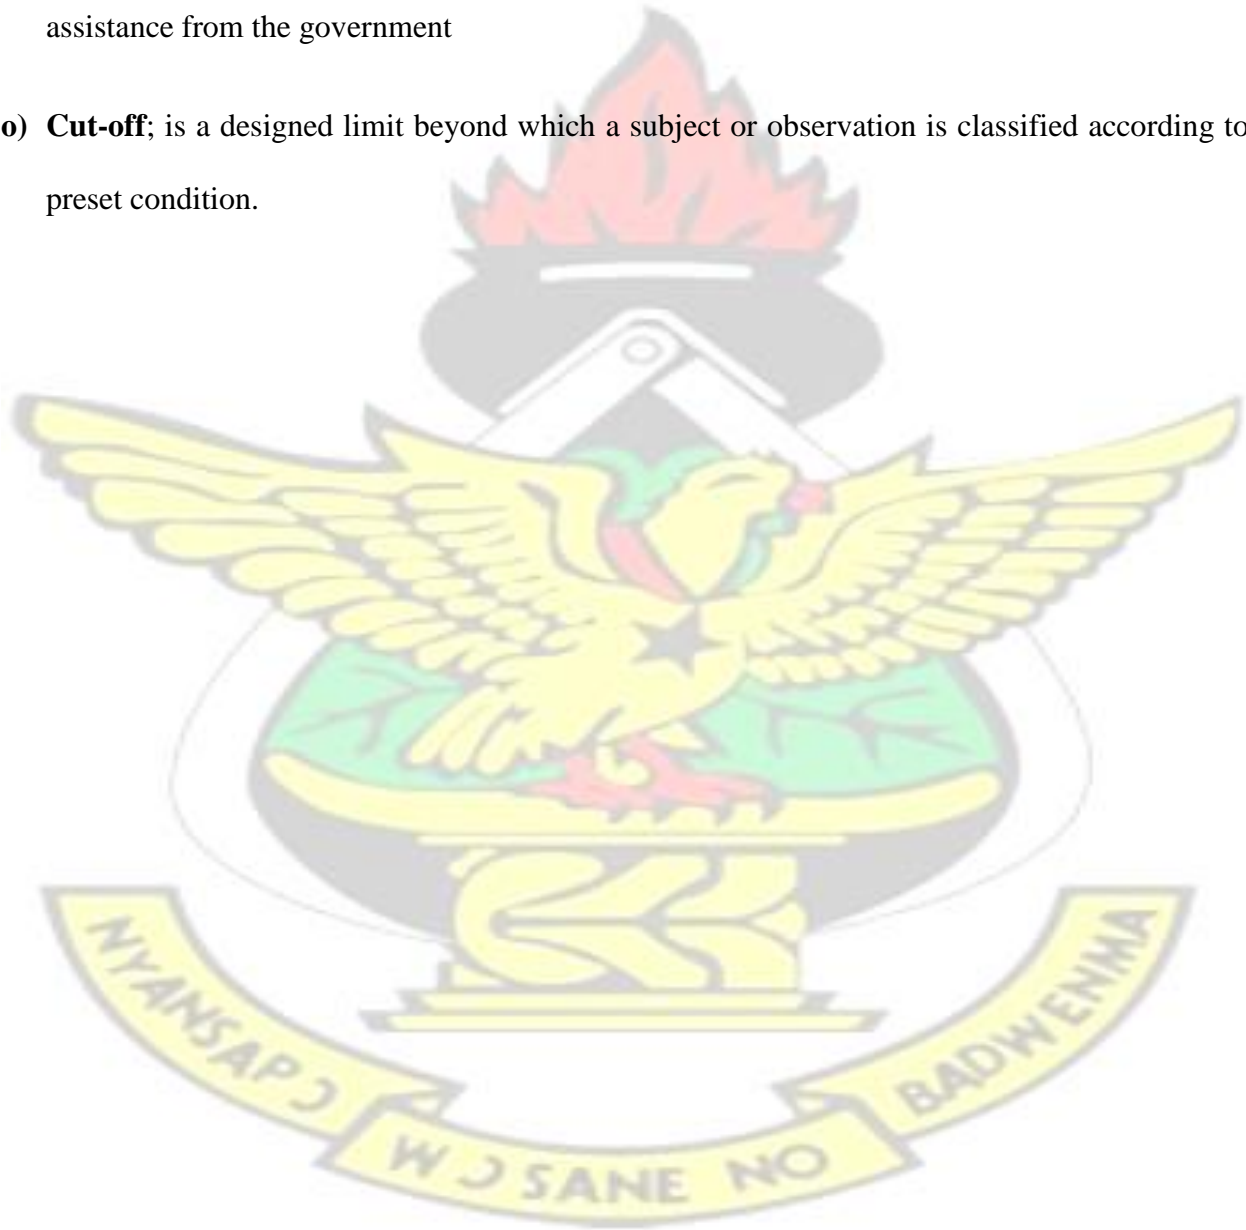 assistance from the government
o) Cut-off; is a designed limit beyond which a subject or observation is classified according to
preset condition.
NYANSAPƆ
WƆ SANE NO
BADWENMA